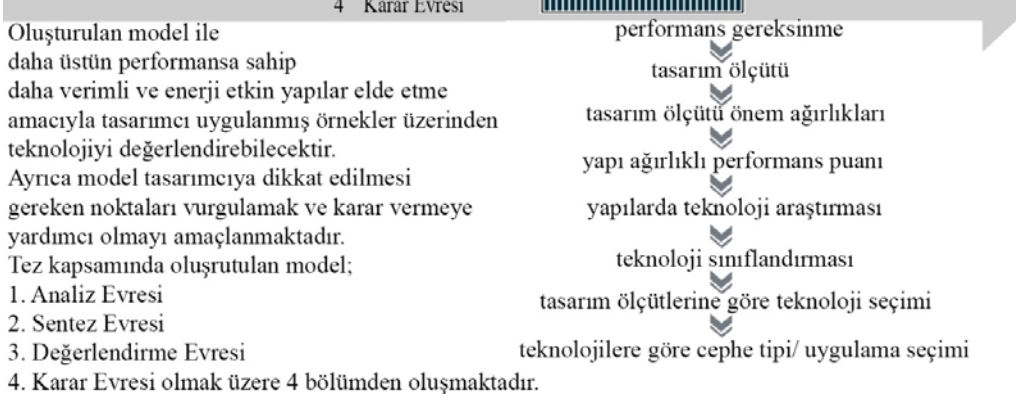 4 Karar Evresi
Oluşturulan model ile
daha üstün performansa sahip
daha verimli ve enerji etkin yapılar elde etme
amacıyla tasarımcı uygulanmış örnekler üzerinden
teknolojiyi değerlendirebilecektir.
Ayrıca model tasarımcıya dikkat edilmesi
gereken noktaları vurgulamak ve karar vermeye
yardımcı olmayı amaçlanmaktadır.
Tez kapsamında oluşrutulan model;
1. Analiz Evresi
2. Sentez Evresi
3. Değerlendirme Evresi
4. Karar Evresi olmak üzere 4 bölümden oluşmaktadır.
performans gereksinme
tasarım ölçütü
tasarım ölçütü önem ağırlıkları
yapı ağırlıklı performans puanı
yapılarda teknoloji araştırması
teknoloji sınıflandırması
tasarım ölçütlerine göre teknoloji seçimi
teknolojilere göre cephe tipi/ uygulama seçimi